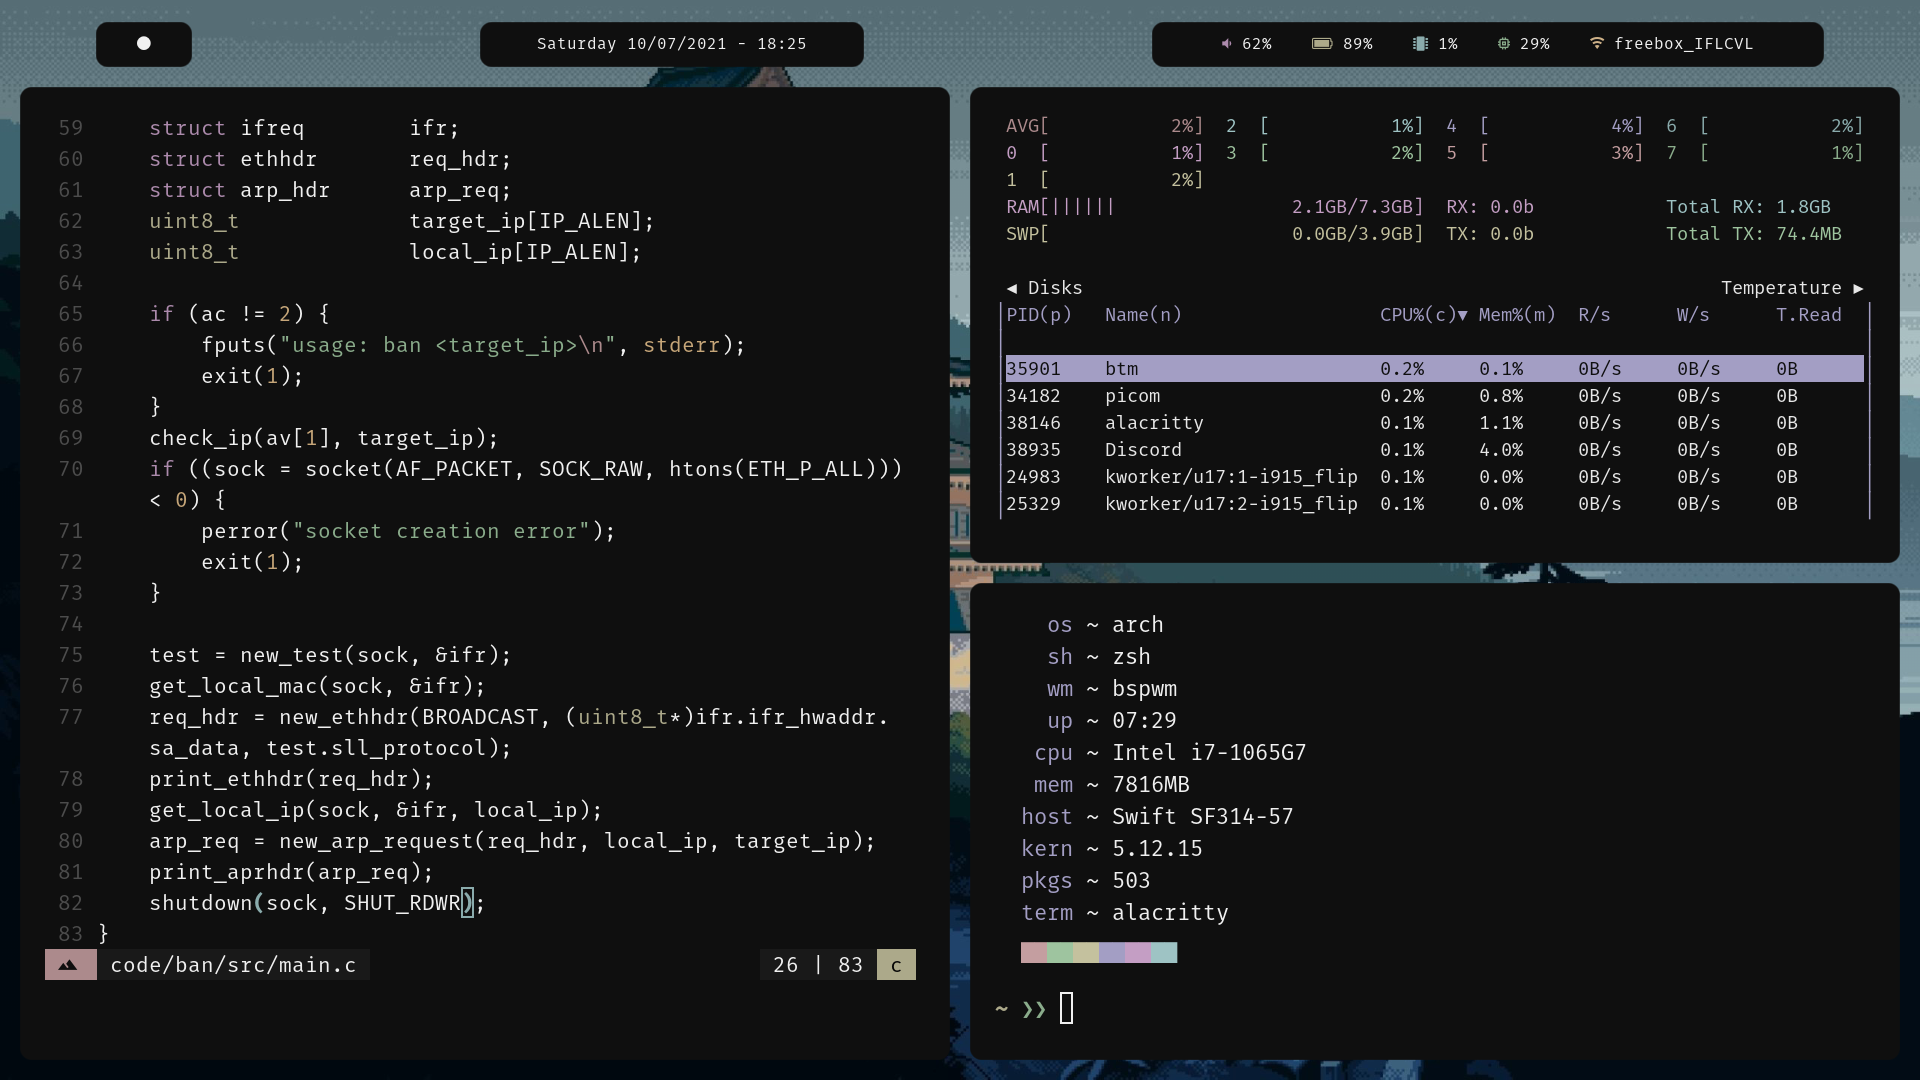 Saturday 10/07/2021 - 18:25
62% 89% 1% 29% freebox_IFLCVL
59 struct ifreq ifr;
60 struct ethhdr req_hdr;
61 struct arp_hdr arp_req;
62 uint8_t target_ip[IP_ALEN];
63 uint8_t local_ip[IP_ALEN];
64
65 if (ac != 2) {
66 fputs("usage: ban <target_ip>\n", stderr);
67 exit(1);
68 }
69 check_ip(av[1], target_ip);
70 if ((sock = socket(AF_PACKET, SOCK_RAW, htons(ETH_P_ALL)))
< 0) {
71 perror("socket creation error");
72 exit(1);
73 }
74
75 test = new_test(sock, &ifr);
76 get_local_mac(sock, &ifr);
77 req_hdr = new_ethhdr(BROADCAST, (uint8_t*)ifr.ifr_hwaddr.
sa_data, test.sll_protocol);
78 print_ethhdr(req_hdr);
79 get_local_ip(sock, &ifr, local_ip);
80 arp_req = new_arp_request(req_hdr, local_ip, target_ip);
81 print_aprhdr(arp_req);
82 shutdown(sock, SHUT_RDWR);
83 }
code/ban/src/main.c 26 | 83 c
AVG[ 2%] 2 [ 1%] 4 [ 4%] 6 [ 2%]
0 [ 1%] 3 [ 2%] 5 [ 3%] 7 [ 1%]
1 [ 2%]
RAM[|||||| 2.1GB/7.3GB] RX: 0.0b Total RX: 1.8GB
SWP[ 0.0GB/3.9GB] TX: 0.0b Total TX: 74.4MB
◄ Disks Temperature ►
PID(p) Name(n) CPU%(c)▼ Mem%(m) R/s W/s T.Read
35901 btm 0.2% 0.1% 0B/s 0B/s 0B
34182 picom 0.2% 0.8% 0B/s 0B/s 0B
38146 alacritty 0.1% 1.1% 0B/s 0B/s 0B
38935 Discord 0.1% 4.0% 0B/s 0B/s 0B
24983 kworker/u17:1-i915_flip 0.1% 0.0% 0B/s 0B/s 0B
25329 kworker/u17:2-i915_flip 0.1% 0.0% 0B/s 0B/s 0B
os ~ arch
sh ~ zsh
wm ~ bspwm
up ~ 07:29
cpu ~ Intel i7-1065G7
mem ~ 7816MB
host ~ Swift SF314-57
kern ~ 5.12.15
pkgs ~ 503
term ~ alacritty
~ ❯❯